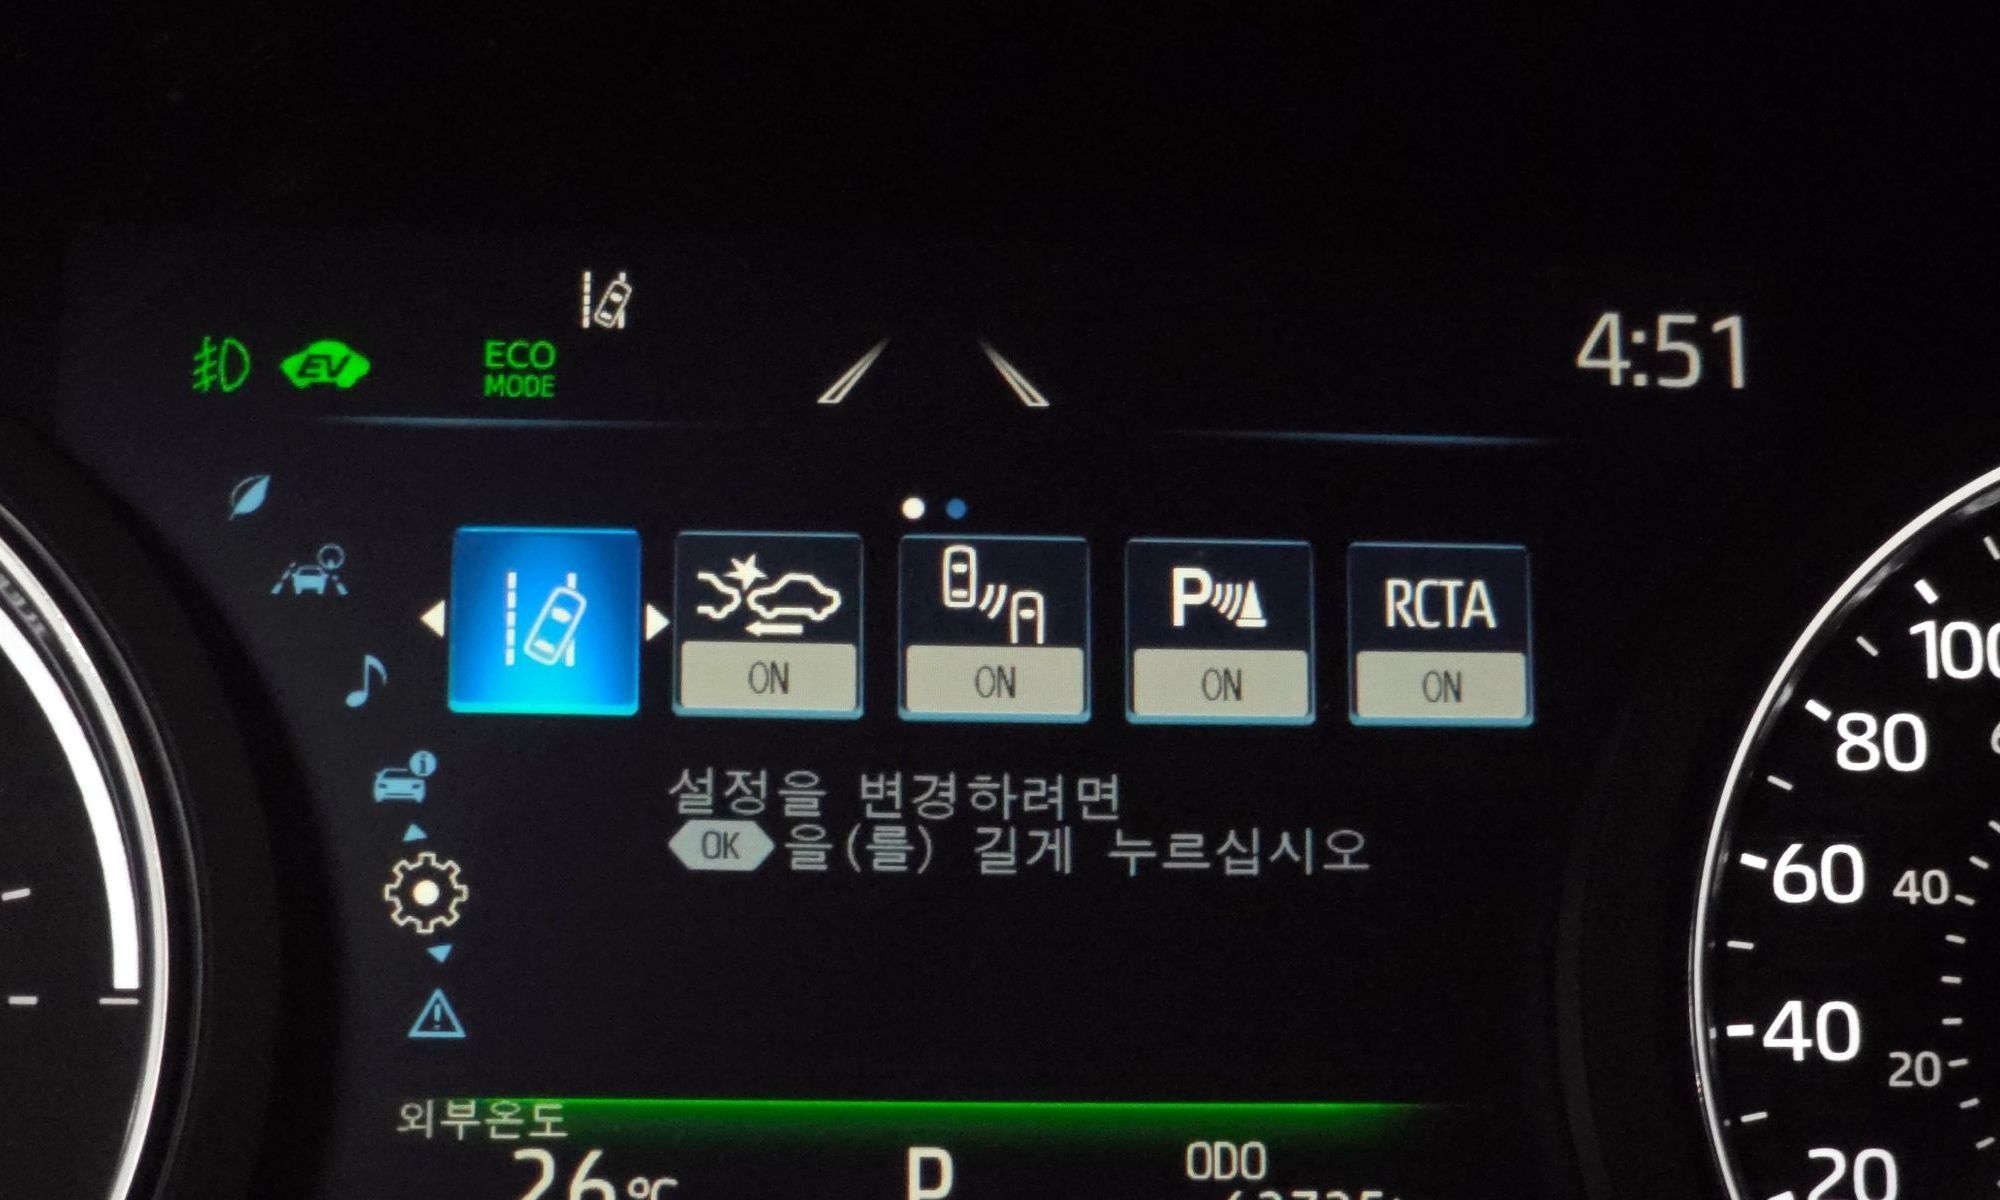 4:51
EV
ECO
MODE
P
RCTA
ON
ON
ON
ON
설정을 변경하려면
OK 을(를) 길게 누르십시오
100
80
60
40
40
20
20
외부온도
26℃
P
ODO